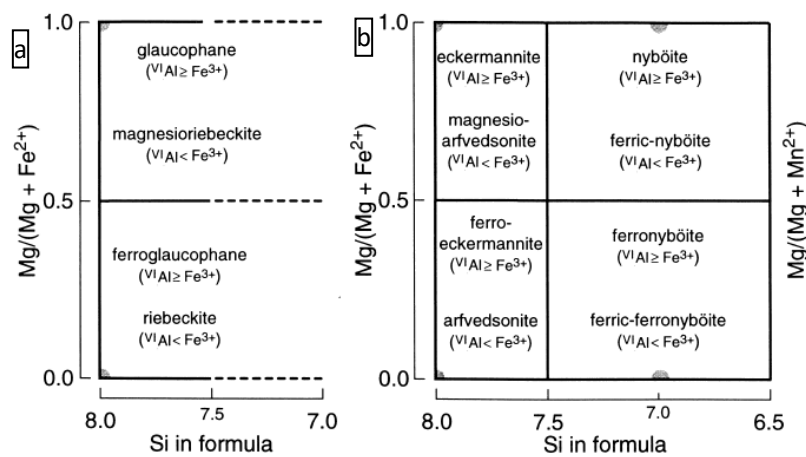 a
1.0
glaucophane
(VIAl≥ Fe3+)
magnesioriebeckite
(VIAl< Fe3+)
0.5
ferroglaucophane
(VIAl≥ Fe3+)
riebeckite
(VIAl< Fe3+)
0.0
Mg/(Mg + Fe2+)
8.0
7.5
7.0
Si in formula
b
1.0
eckermannite
(VIAl≥ Fe3+)
magnesio-
arfvedsonite
(VIAl< Fe3+)
nyböite
(VIAl≥ Fe3+)
ferric-nyböite
(VIAl< Fe3+)
0.5
ferro-
eckermannite
(VIAl≥ Fe3+)
arfvedsonite
(VIAl< Fe3+)
ferronyböite
(VIAl≥ Fe3+)
ferric-ferronyböite
(VIAl< Fe3+)
0.0
Mg/(Mg + Fe2+)
8.0
7.5
7.0
6.5
Si in formula
Mg/(Mg + Mn2+)